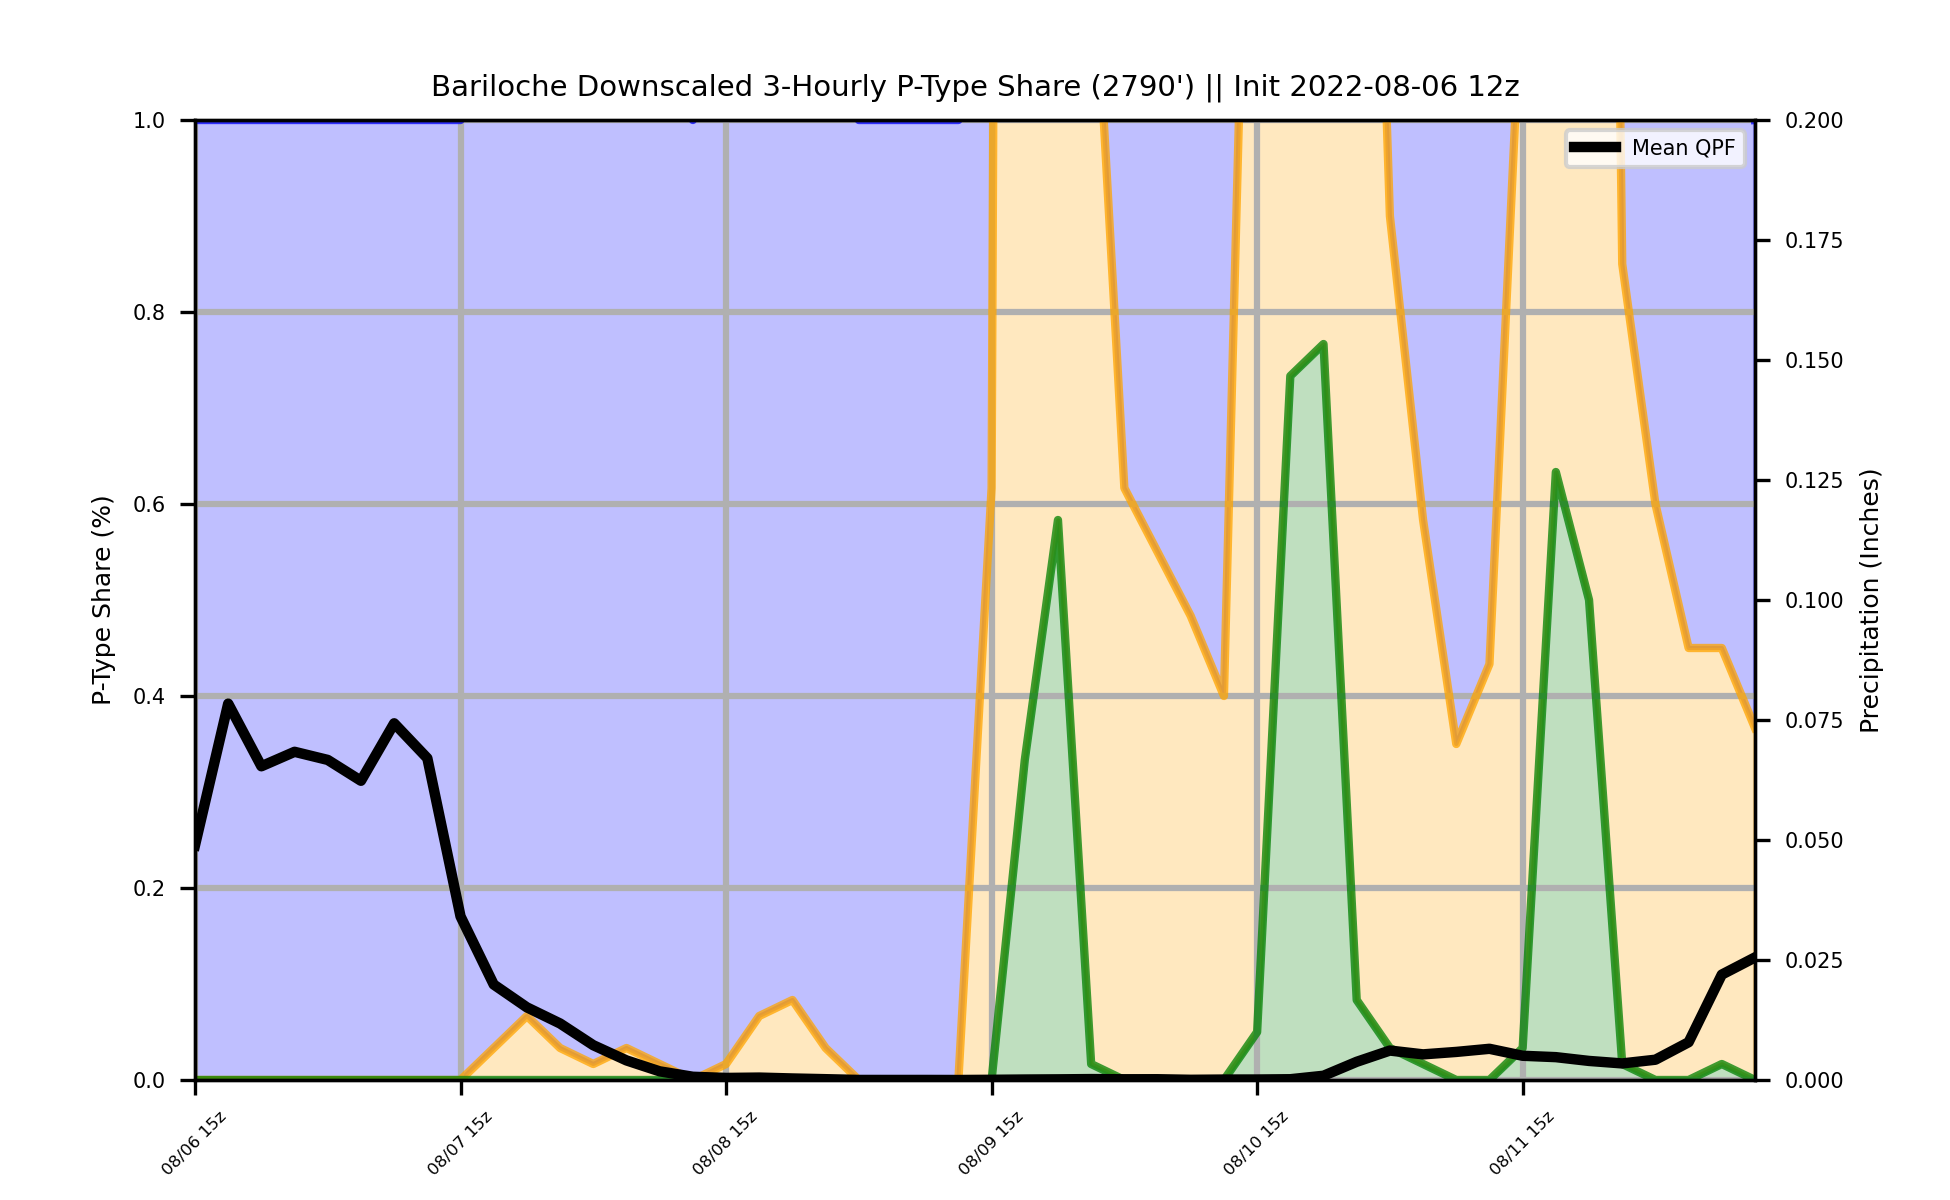 Bariloche Downscaled 3-Hourly P-Type Share (2790') || Init 2022-08-06 12z
Mean QPF
P-Type Share (%)
1.0
0.8
0.6
0.4
0.2
0.0
0.200
0.175
0.150
0.125
0.100
0.075
0.050
0.025
0.000
Precipitation (Inches)
08/06 15z
08/07 15z
08/08 15z
08/09 15z
08/10 15z
08/11 15z